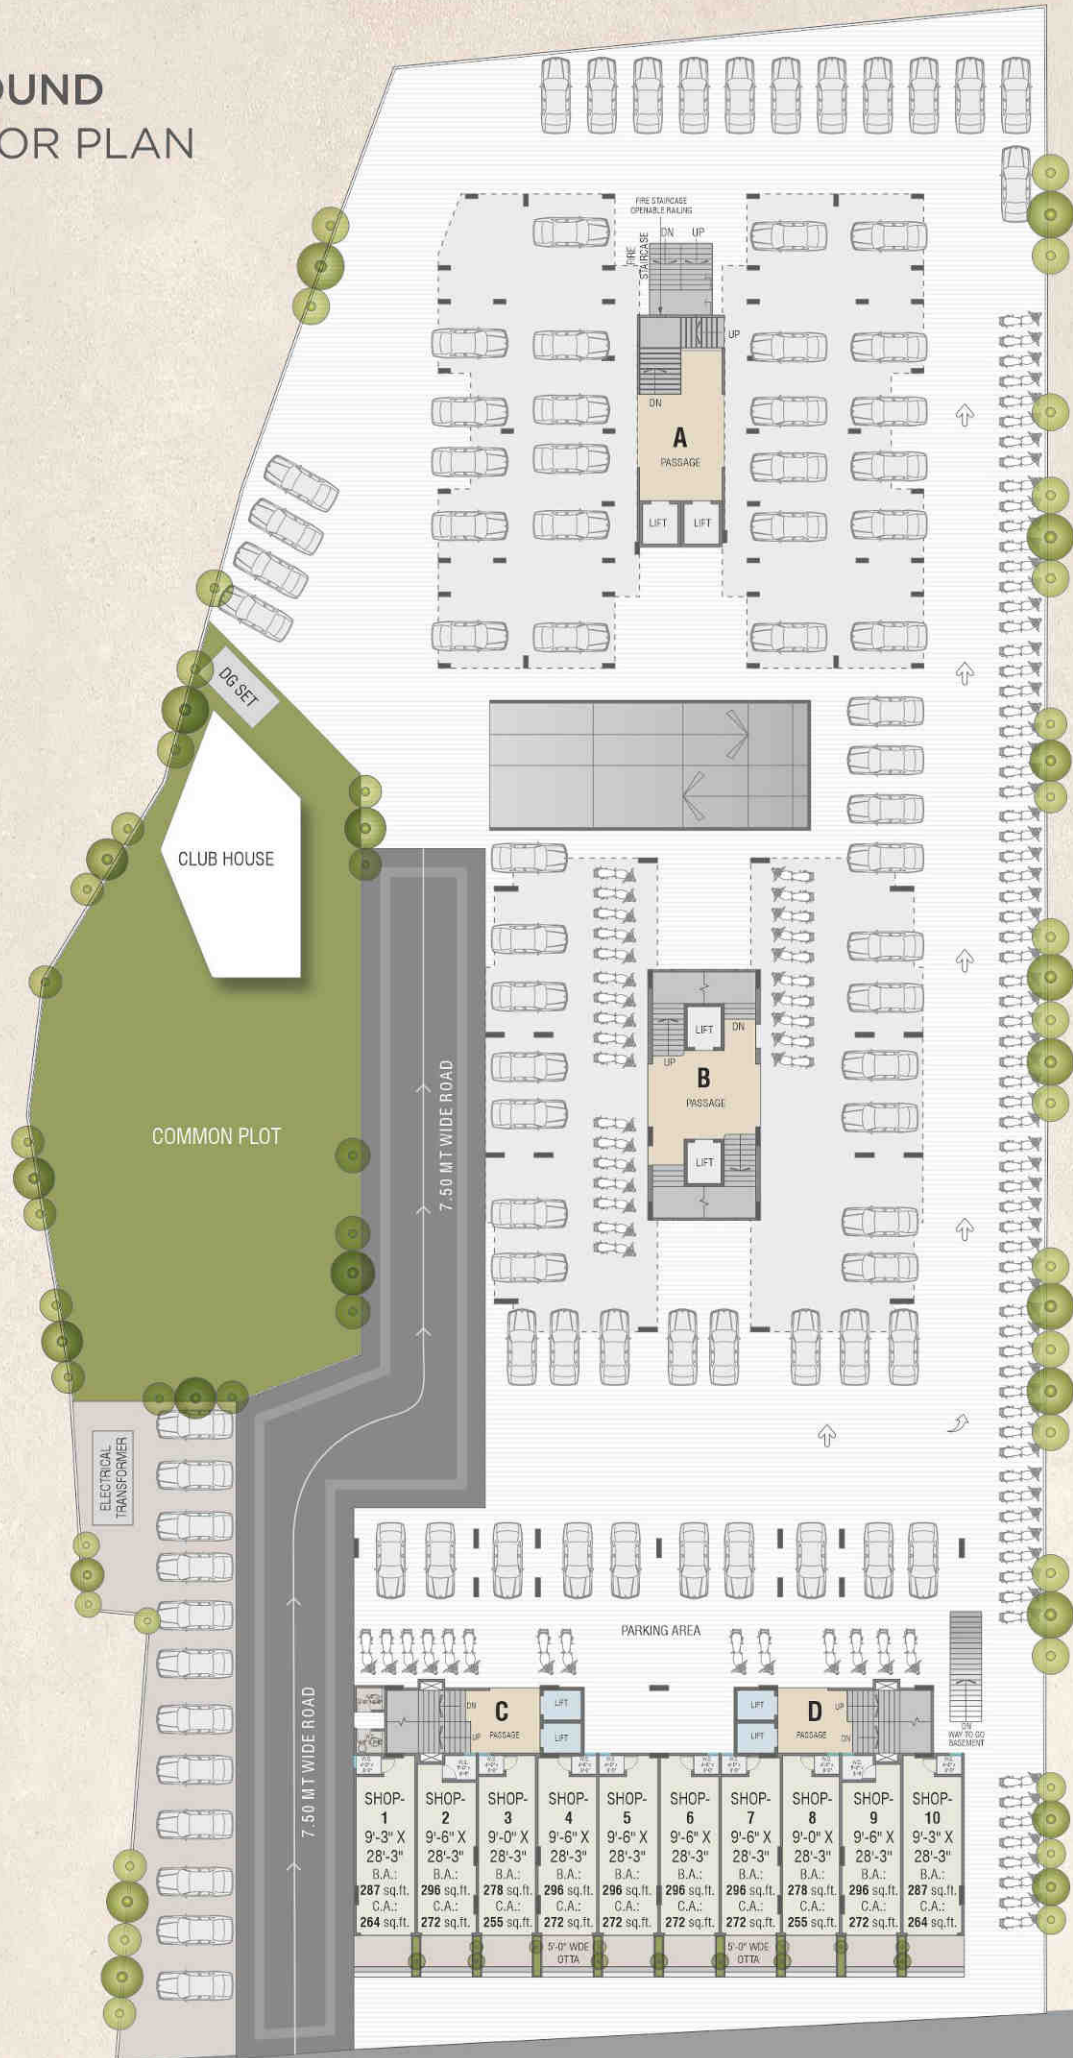 OUND
OR PLAN
FIRE STAIRCASE
OPENABLE RAILING
DN UP
FIRE
STAIRCASE
UP
DN
A
PASSAGE
LIFT LIFT
DG SET
CLUB HOUSE
COMMON PLOT
7.50 MT WIDE ROAD
LIFT
DN
UP
B
PASSAGE
LIFT
ELECTRICAL
TRANSFORMER
7.50 MT WIDE ROAD
PARKING AREA
DN
UP
C
PASSAGE
LIFT
LIFT
LIFT
LIFT
D
PASSAGE
UP
DN
DN
WAY TO GO
BASEMENT
SHOP-
1
9'-3" X
28'-3"
B.A.:
287 sq.ft.
C.A.:
264 sq.ft.
SHOP-
2
9'-6" X
28'-3"
B.A.:
296 sq.ft.
C.A.:
272 sq.ft.
SHOP-
3
9'-0" X
28'-3"
B.A.:
278 sq.ft.
C.A.:
255 sq.ft.
SHOP-
4
9'-6" X
28'-3"
B.A.:
296 sq.ft.
C.A.:
272 sq.ft.
SHOP-
5
9'-6" X
28'-3"
B.A.:
296 sq.ft.
C.A.:
272 sq.ft.
SHOP-
6
9'-6" X
28'-3"
B.A.:
296 sq.ft.
C.A.:
272 sq.ft.
SHOP-
7
9'-6" X
28'-3"
B.A.:
296 sq.ft.
C.A.:
272 sq.ft.
SHOP-
8
9'-0" X
28'-3"
B.A.:
278 sq.ft.
C.A.:
255 sq.ft.
SHOP-
9
9'-6" X
28'-3"
B.A.:
296 sq.ft.
C.A.:
272 sq.ft.
SHOP-
10
9'-3" X
28'-3"
B.A.:
287 sq.ft.
C.A.:
264 sq.ft.
5'-0" WDE
OTTA
5'-0" WDE
OTTA